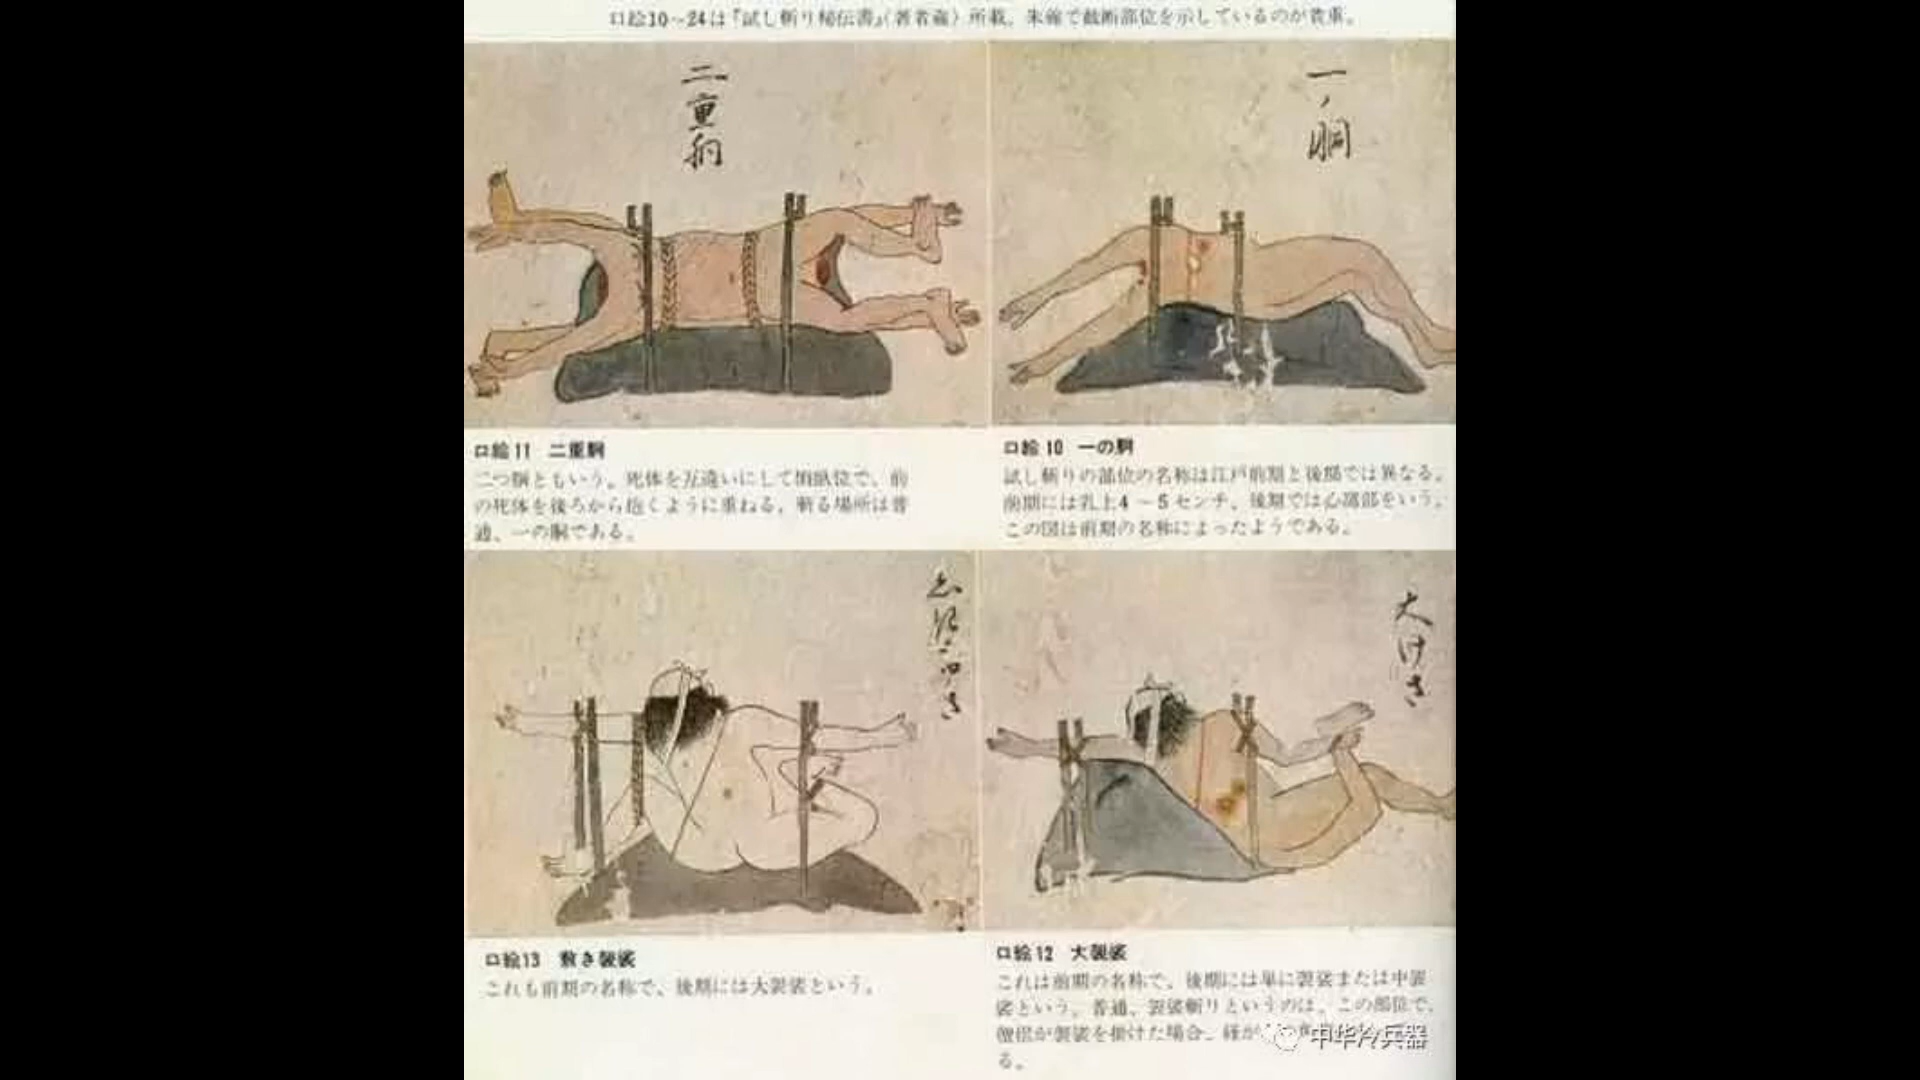 口絵10〜24は『試し斬り秘伝書』(著者蔵)所載。朱線で截断部位を示しているのが貴重。
一ノ胴
二重胴
口絵10 一の胴
試し斬りの部位の名称は江戸前期と後期では異なる。
前期には乳上4〜5センチ、後期では心窩部をいう。
この図は前期の名称によったようである。
口絵11 二重胴
二つ胴ともいう。死体を互違いにして側臥位で、前
の死体を後ろから抱くように重ねる。斬る場所は普
通、一の胴である。
大けさ
口絵12 大袈裟
これは前期の名称で、後期には単に袈裟または中袈
裟という。普通、袈裟斬りというのは、この部位で、
僧侶が袈裟を掛けた場合、
る。
口絵13 敷き袈裟
これも前期の名称で、後期には大袈裟という。
中华冷兵器